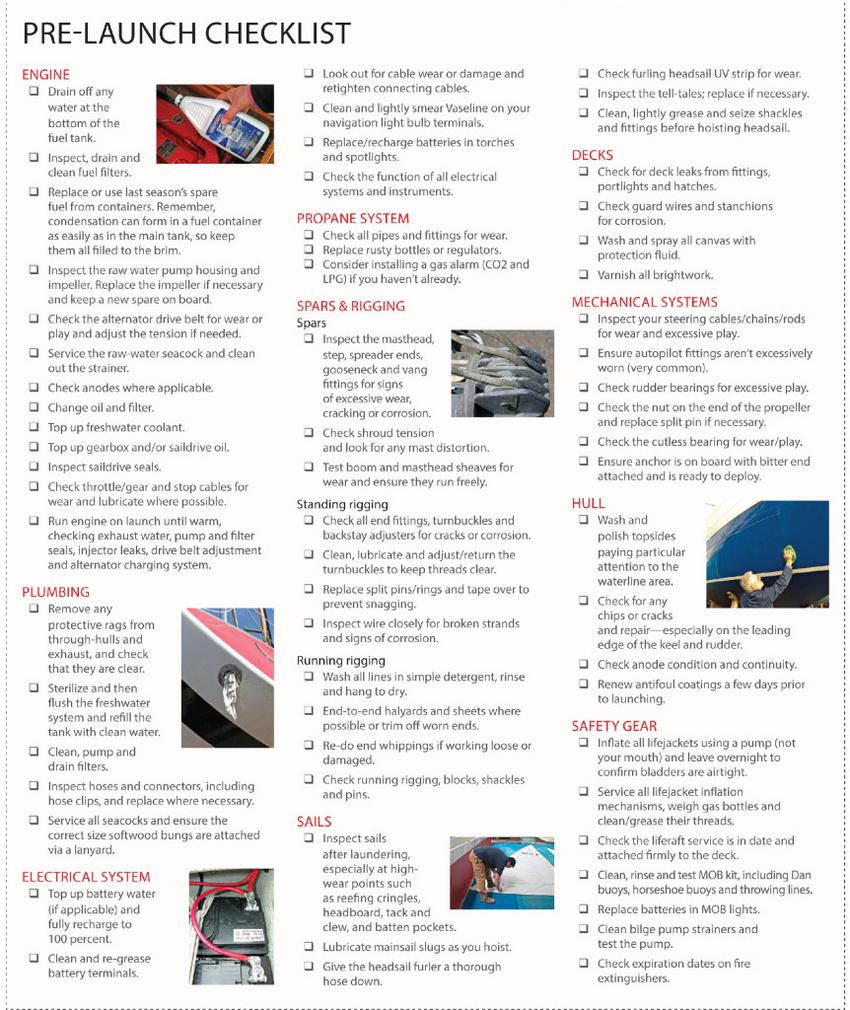 PRE-LAUNCH CHECKLIST
ENGINE
❏ Drain off any
water at the
bottom of the
fuel tank.
❏ Inspect, drain and
clean fuel filters.
❏ Replace or use last season's spare
fuel from containers. Remember,
condensation can form in a fuel container
as easily as in the main tank, so keep
them all filled to the brim.
❏ Inspect the raw water pump housing and
impeller. Replace the impeller if necessary
and keep a new spare on board.
❏ Check the alternator drive belt for wear or
play and adjust the tension if needed.
❏ Service the raw-water seacock and clean
out the strainer.
❏ Check anodes where applicable.
❏ Change oil and filter.
❏ Top up freshwater coolant.
❏ Top up gearbox and/or saildrive oil.
❏ Inspect saildrive seals.
❏ Check throttle/gear and stop cables for
wear and lubricate where possible.
❏ Run engine on launch until warm,
checking exhaust water, pump and filter
seals, injector leaks, drive belt adjustment
and alternator charging system.
PLUMBING
❏ Remove any
protective rags from
through-hulls and
exhaust, and check
that they are clear.
❏ Sterilize and then
flush the freshwater
system and refill the
tank with clean water.
❏ Clean, pump and
drain filters.
❏ Inspect hoses and connectors, including
hose clips, and replace where necessary.
❏ Service all seacocks and ensure the
correct size softwood bungs are attached
via a lanyard.
ELECTRICAL SYSTEM
❏ Top up battery water
(if applicable) and
fully recharge to
100 percent.
❏ Clean and re-grease
battery terminals.
❏ Look out for cable wear or damage and
retighten connecting cables.
❏ Clean and lightly smear Vaseline on your
navigation light bulb terminals.
❏ Replace/recharge batteries in torches
and spotlights.
❏ Check the function of all electrical
systems and instruments.
PROPANE SYSTEM
❏ Check all pipes and fittings for wear.
❏ Replace rusty bottles or regulators.
❏ Consider installing a gas alarm (CO2 and
LPG) if you haven't already.
SPARS & RIGGING
Spars
❏ Inspect the masthead,
step, spreader ends,
gooseneck and vang
fittings for signs
of excessive wear,
cracking or corrosion.
❏ Check shroud tension
and look for any mast distortion.
❏ Test boom and masthead sheaves for
wear and ensure they run freely.
Standing rigging
❏ Check all end fittings, turnbuckles and
backstay adjusters for cracks or corrosion.
❏ Clean, lubricate and adjust/return the
turnbuckles to keep threads clear.
❏ Replace split pins/rings and tape over to
prevent snagging.
❏ Inspect wire closely for broken strands
and signs of corrosion.
Running rigging
❏ Wash all lines in simple detergent, rinse
and hang to dry.
❏ End-to-end halyards and sheets where
possible or trim off worn ends.
❏ Re-do end whippings if working loose or
damaged.
❏ Check running rigging, blocks, shackles
and pins.
SAILS
❏ Inspect sails
after laundering,
especially at high-
wear points such
as reefing cringles,
headboard, tack and
clew, and batten pockets.
❏ Lubricate mainsail slugs as you hoist.
❏ Give the headsail furler a thorough
hose down.
❏ Check furling headsail UV strip for wear.
❏ Inspect the tell-tales; replace if necessary.
❏ Clean, lightly grease and seize shackles
and fittings before hoisting headsail.
DECKS
❏ Check for deck leaks from fittings,
portlights and hatches.
❏ Check guard wires and stanchions
for corrosion.
❏ Wash and spray all canvas with
protection fluid.
❏ Varnish all brightwork.
MECHANICAL SYSTEMS
❏ Inspect your steering cables/chains/rods
for wear and excessive play.
❏ Ensure autopilot fittings aren't excessively
worn (very common).
❏ Check rudder bearings for excessive play.
❏ Check the nut on the end of the propeller
and replace split pin if necessary.
❏ Check the cutless bearing for wear/play.
❏ Ensure anchor is on board with bitter end
attached and is ready to deploy.
HULL
❏ Wash and
polish topsides
paying particular
attention to the
waterline area.
❏ Check for any
chips or cracks
and repair—especially on the leading
edge of the keel and rudder.
❏ Check anode condition and continuity.
❏ Renew antifoul coatings a few days prior
to launching.
SAFETY GEAR
❏ Inflate all lifejackets using a pump (not
your mouth) and leave overnight to
confirm bladders are airtight.
❏ Service all lifejacket inflation
mechanisms, weigh gas bottles and
clean/grease their threads.
❏ Check the liferaft service is in date and
attached firmly to the deck.
❏ Clean, rinse and test MOB kit, including Dan
buoys, horseshoe buoys and throwing lines.
❏ Replace batteries in MOB lights.
❏ Clean bilge pump strainers and
test the pump.
❏ Check expiration dates on fire
extinguishers.